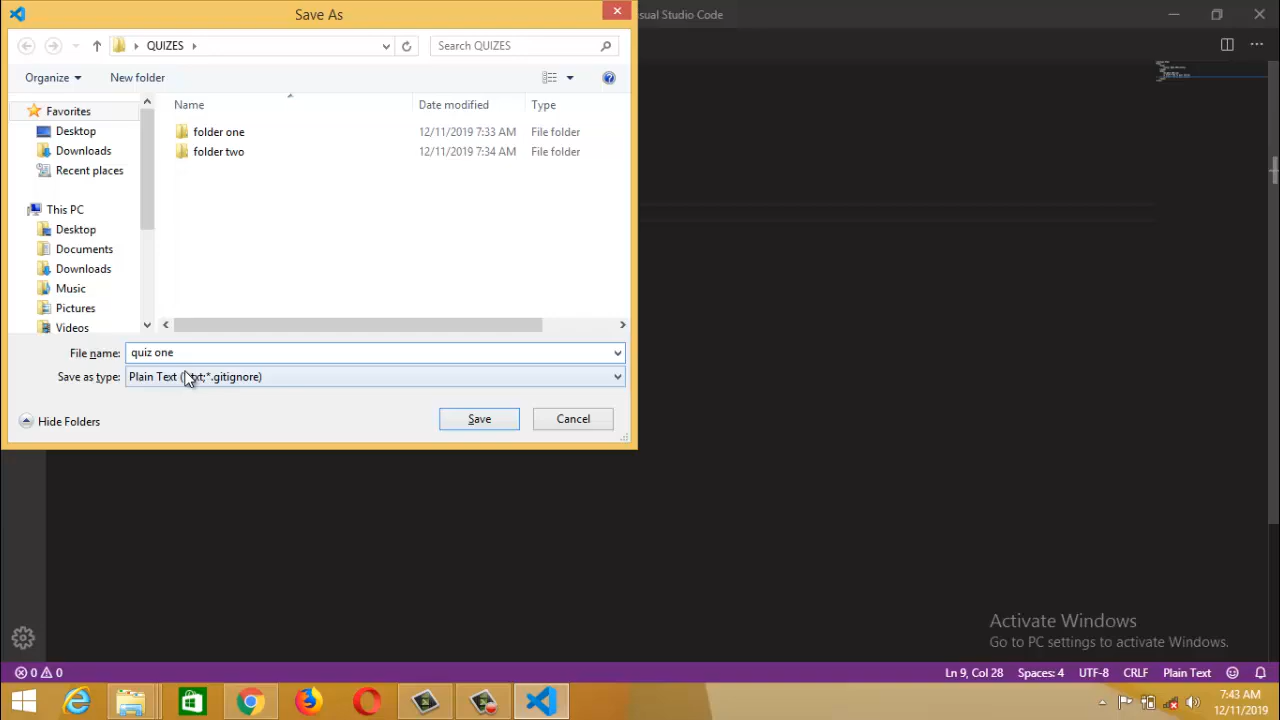 Save As
sual Studio Code
QUIZES
Search QUIZES
Organize
New folder
Name
Date modified
Type
Favorites
Desktop
Downloads
Recent places
This PC
Desktop
Documents
Downloads
Music
Pictures
Videos
folder one
12/11/2019 7:33 AM
File folder
folder two
12/11/2019 7:34 AM
File folder
File name:
quiz one
Save as type:
Plain Text (*.txt;*.gitignore)
Hide Folders
Save
Cancel
Activate Windows
Go to PC settings to activate Windows.
0
0
Ln 9, Col 28
Spaces: 4
UTF-8
CRLF
Plain Text
7:43 AM
12/11/2019